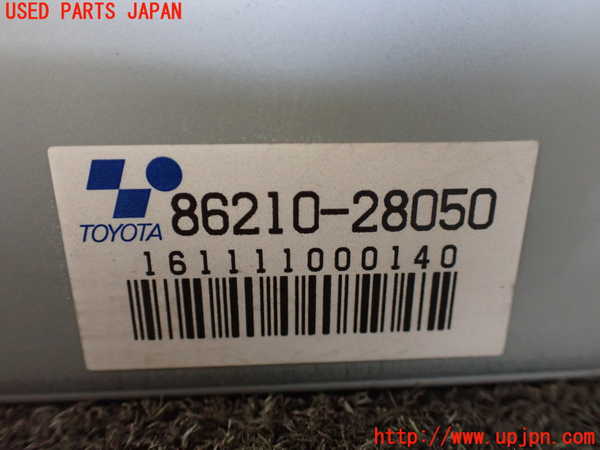 USED PARTS JAPAN
TOYOTA 86210-28050
161111000140
http://www.upjpn.com/